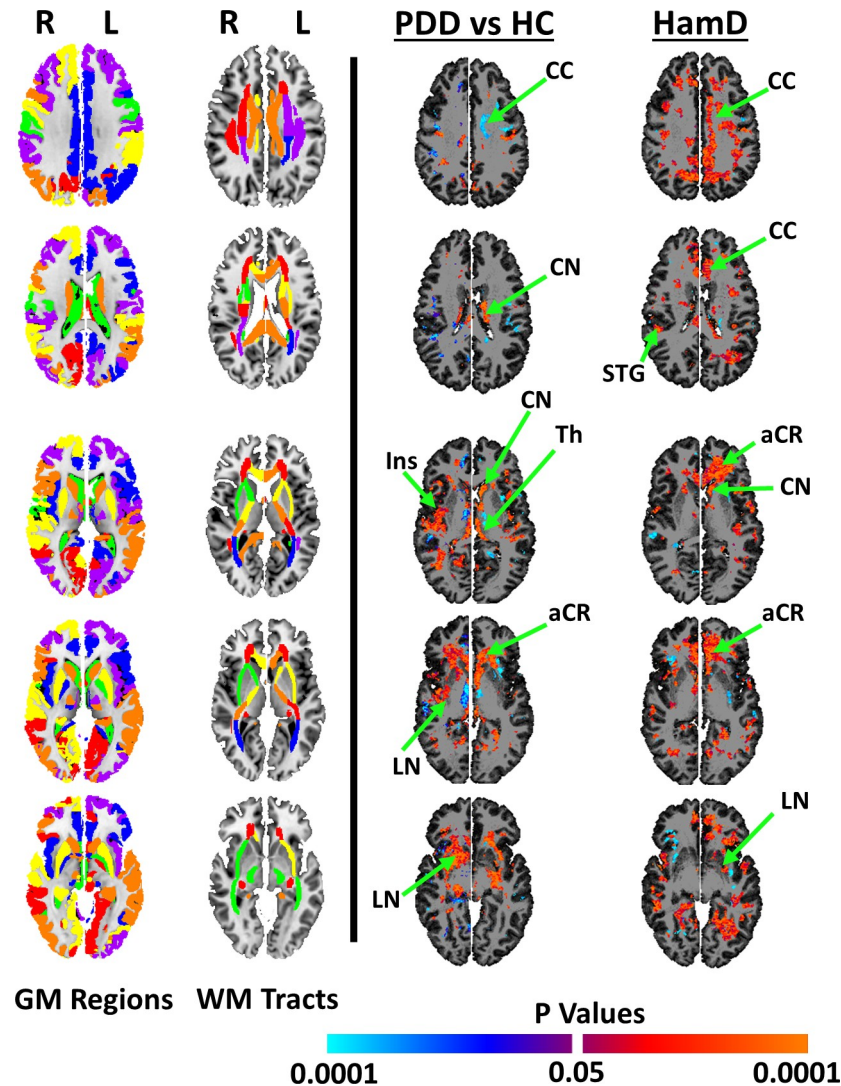 R L R L PDD vs HC HamD
CC CC
CC
CN
STG
CN
Ins Th aCR
CN
aCR aCR
LN
LN
LN
GM Regions WM Tracts
P Values
0.0001 0.05 0.0001